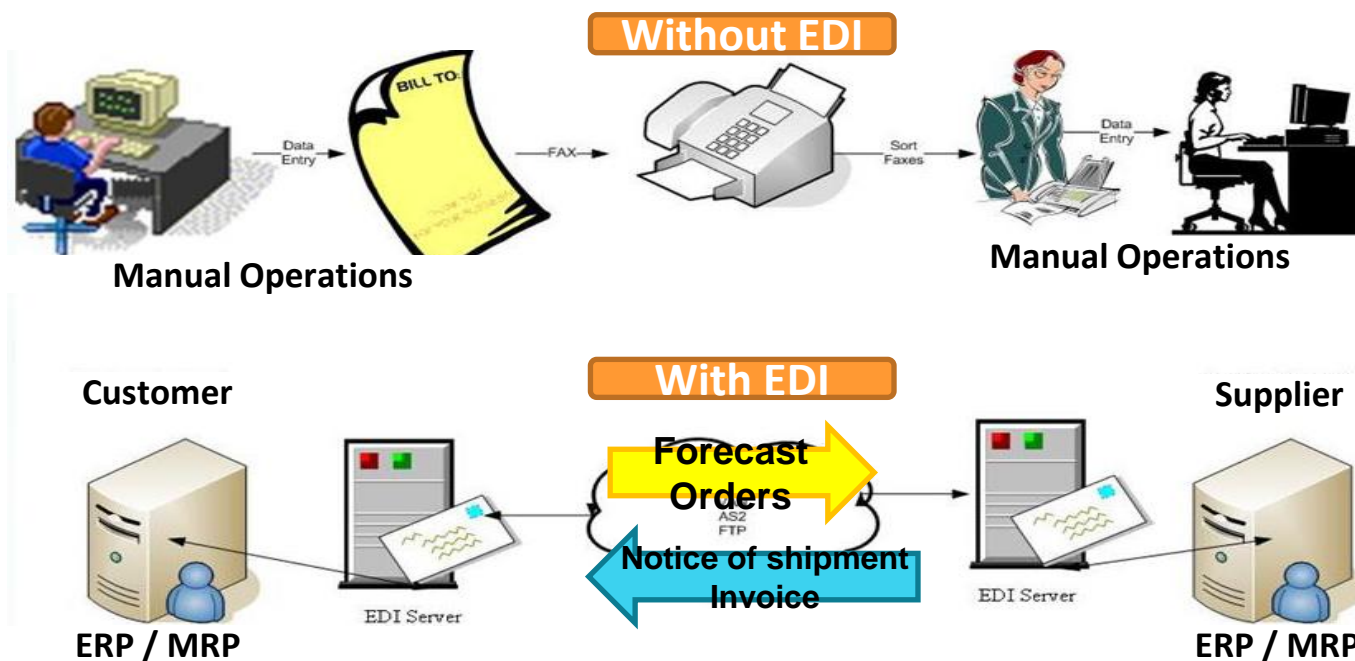 Without EDI
BILL TO:
Data
Entry
FAX
Sort
Faxes
Data
Entry
Manual Operations
Manual Operations
With EDI
Customer
Supplier
Forecast
Orders
AS2
FTP
Notice of shipment
Invoice
EDI Server
EDI Server
ERP / MRP
ERP / MRP